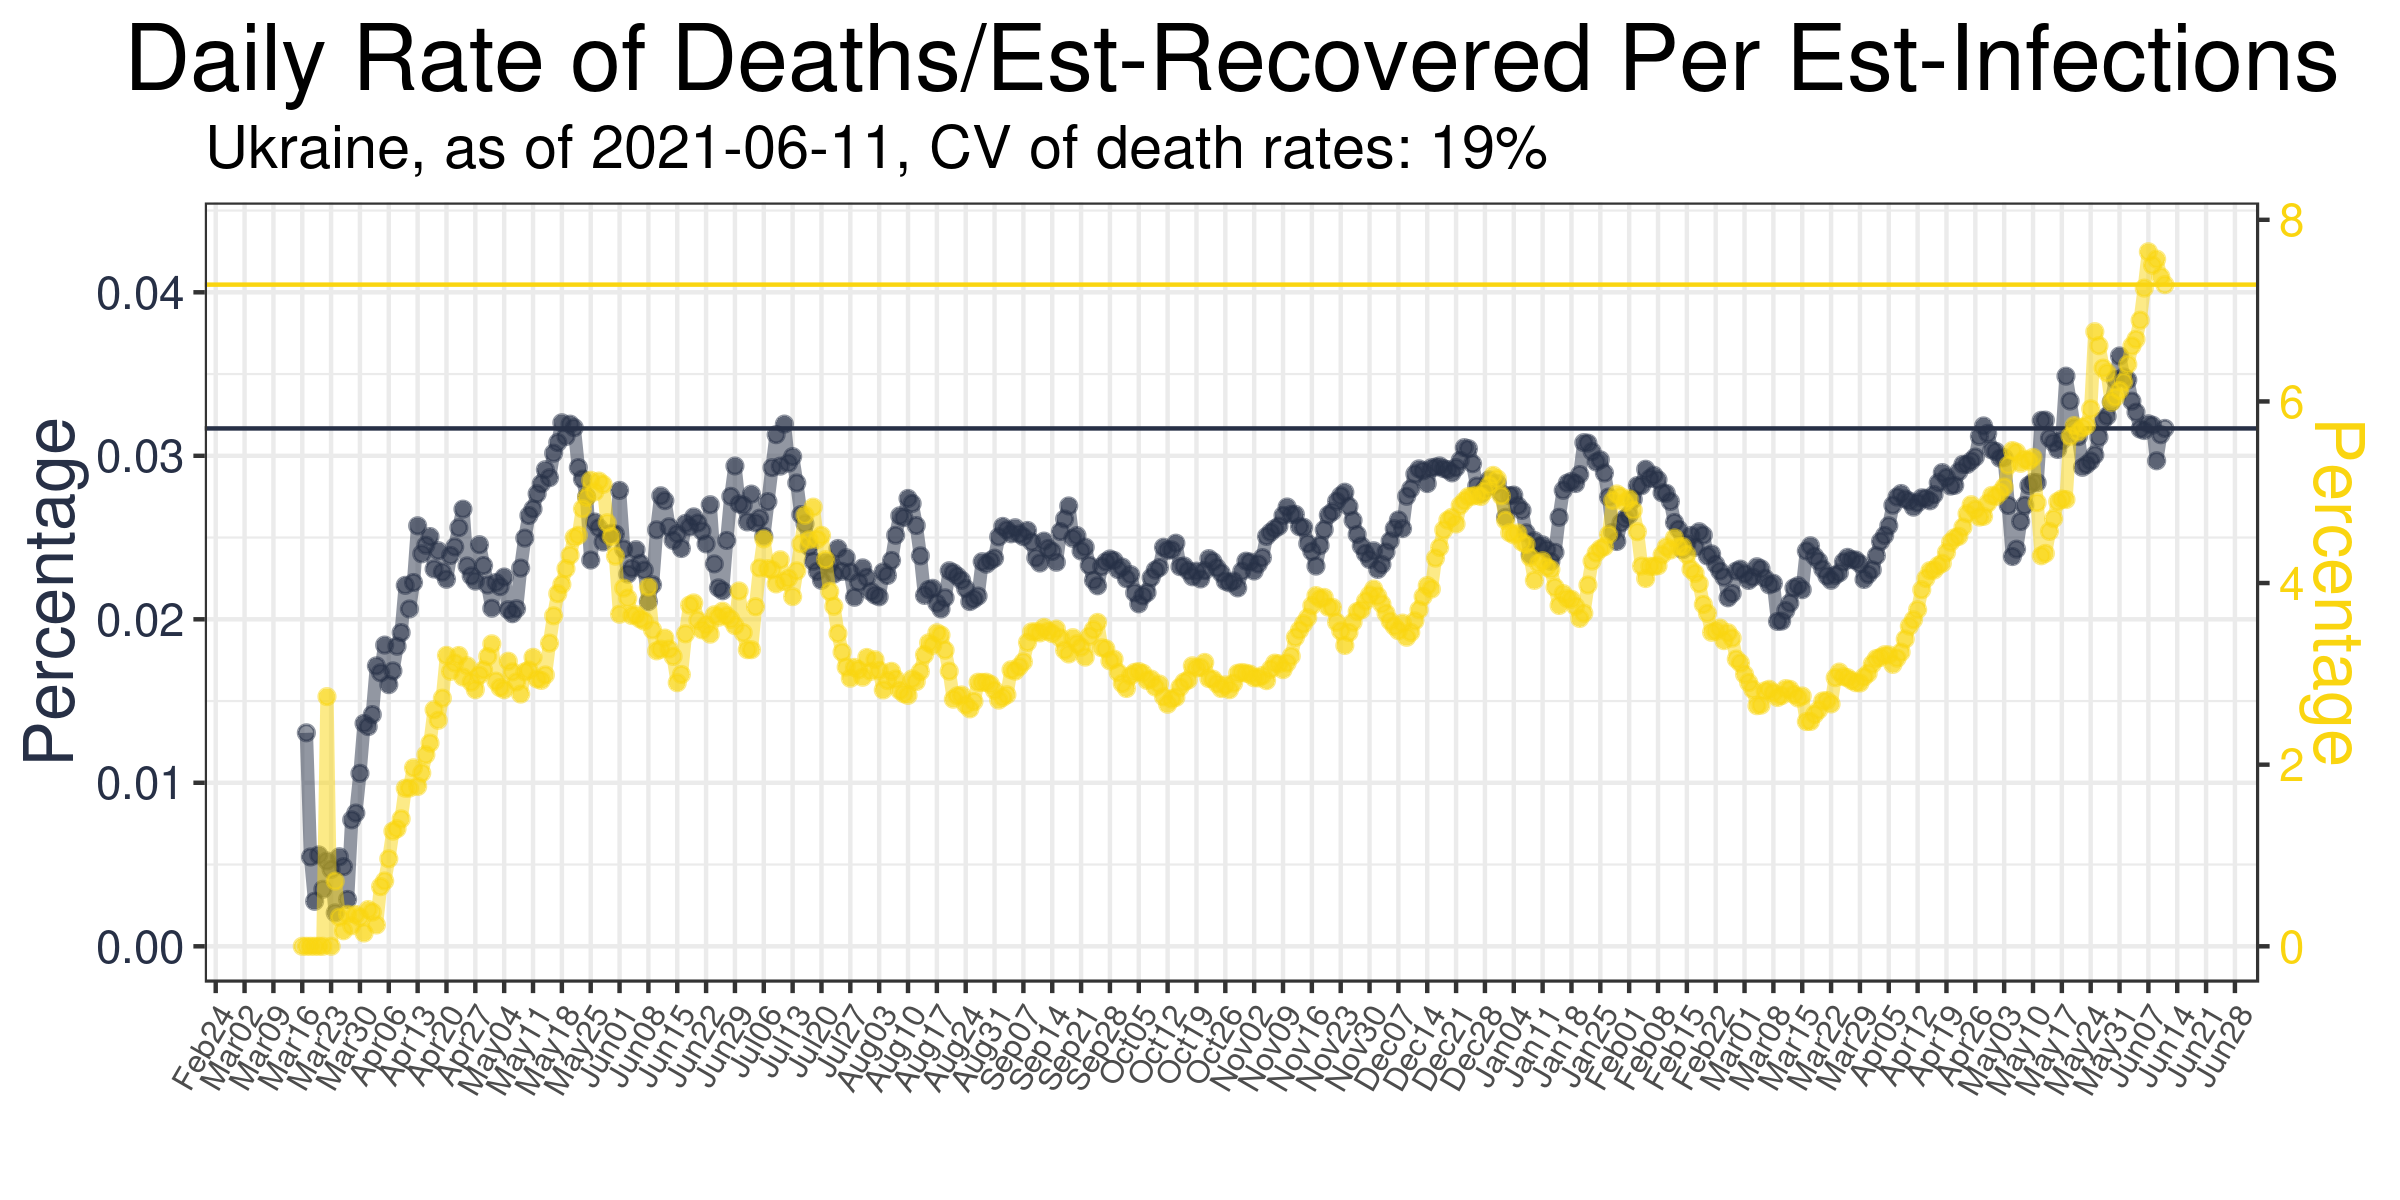 Daily Rate of Deaths/Est-Recovered Per Est-Infections
Ukraine, as of 2021-06-11, CV of death rates: 19%
Percentage
0.04
0.03
0.02
0.01
0.00
8
6
4
2
0
Percentage
Feb24
Mar02
Mar09
Mar16
Mar23
Mar30
Apr06
Apr13
Apr20
Apr27
May04
May11
May18
May25
Jun01
Jun08
Jun15
Jun22
Jun29
Jul06
Jul13
Jul20
Jul27
Aug03
Aug10
Aug17
Aug24
Aug31
Sep07
Sep14
Sep21
Sep28
Oct05
Oct12
Oct19
Oct26
Nov02
Nov09
Nov16
Nov23
Nov30
Dec07
Dec14
Dec21
Dec28
Jan04
Jan11
Jan18
Jan25
Feb01
Feb08
Feb15
Feb22
Mar01
Mar08
Mar15
Mar22
Mar29
Apr05
Apr12
Apr19
Apr26
May03
May10
May17
May24
May31
Jun07
Jun14
Jun21
Jun28